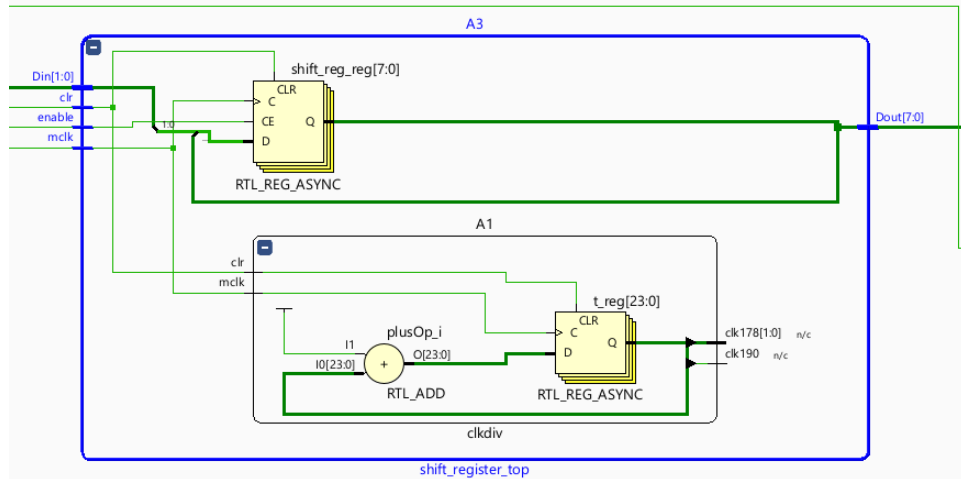 A3
shift_reg_reg[7:0]
Din[1:0]
clr
enable
mclk
1:0
CLR
C
CE
D
Q
RTL_REG_ASYNC
Dout[7:0]
A1
clr
mclk
plusOp_i
I1
I0[23:0]
+
O[23:0]
RTL_ADD
t_reg[23:0]
CLR
C
D
Q
RTL_REG_ASYNC
clk178[1:0] n/c
clk190 n/c
clkdiv
shift_register_top